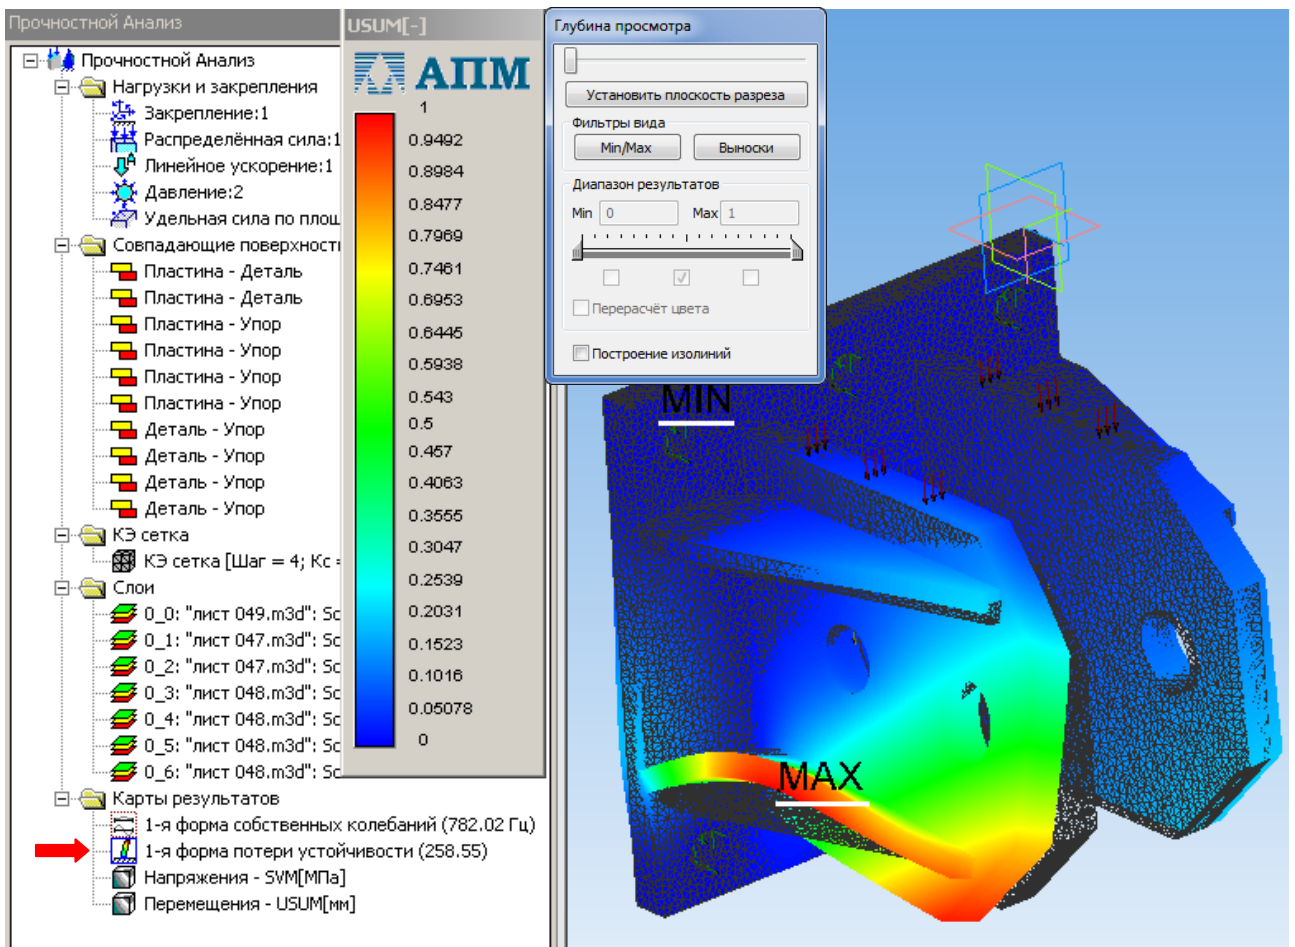 Прочностной Анализ
Прочностной Анализ
Нагрузки и закрепления
Закрепление:1
Распределённая сила:1
Линейное ускорение:1
Давление:2
Удельная сила по площ
Совпадающие поверхност
Пластина - Деталь
Пластина - Деталь
Пластина - Упор
Пластина - Упор
Пластина - Упор
Пластина - Упор
Деталь - Упор
Деталь - Упор
Деталь - Упор
Деталь - Упор
КЭ сетка
КЭ сетка [Шаг = 4; Кс =
Слои
0_0: "лист 049.m3d": Sc
0_1: "лист 047.m3d": Sc
0_2: "лист 047.m3d": Sc
0_3: "лист 048.m3d": Sc
0_4: "лист 048.m3d": Sc
0_5: "лист 048.m3d": Sc
0_6: "лист 048.m3d": Sc
Карты результатов
1-я форма собственных колебаний (782.02 Гц)
1-я форма потери устойчивости (258.55)
Напряжения - SVM[МПа]
Перемещения - USUM[мм]
USUM[-]
АПМ
1
0.9492
0.8984
0.8477
0.7969
0.7461
0.6953
0.6445
0.5938
0.543
0.5
0.457
0.4063
0.3555
0.3047
0.2539
0.2031
0.1523
0.1016
0.05078
0
Глубина просмотра
Установить плоскость разреза
Фильтры вида
Min/Max Выноски
Диапазон результатов
Min 0 Max 1
Перерасчёт цвета
Построение изолиний
MIN
MAX